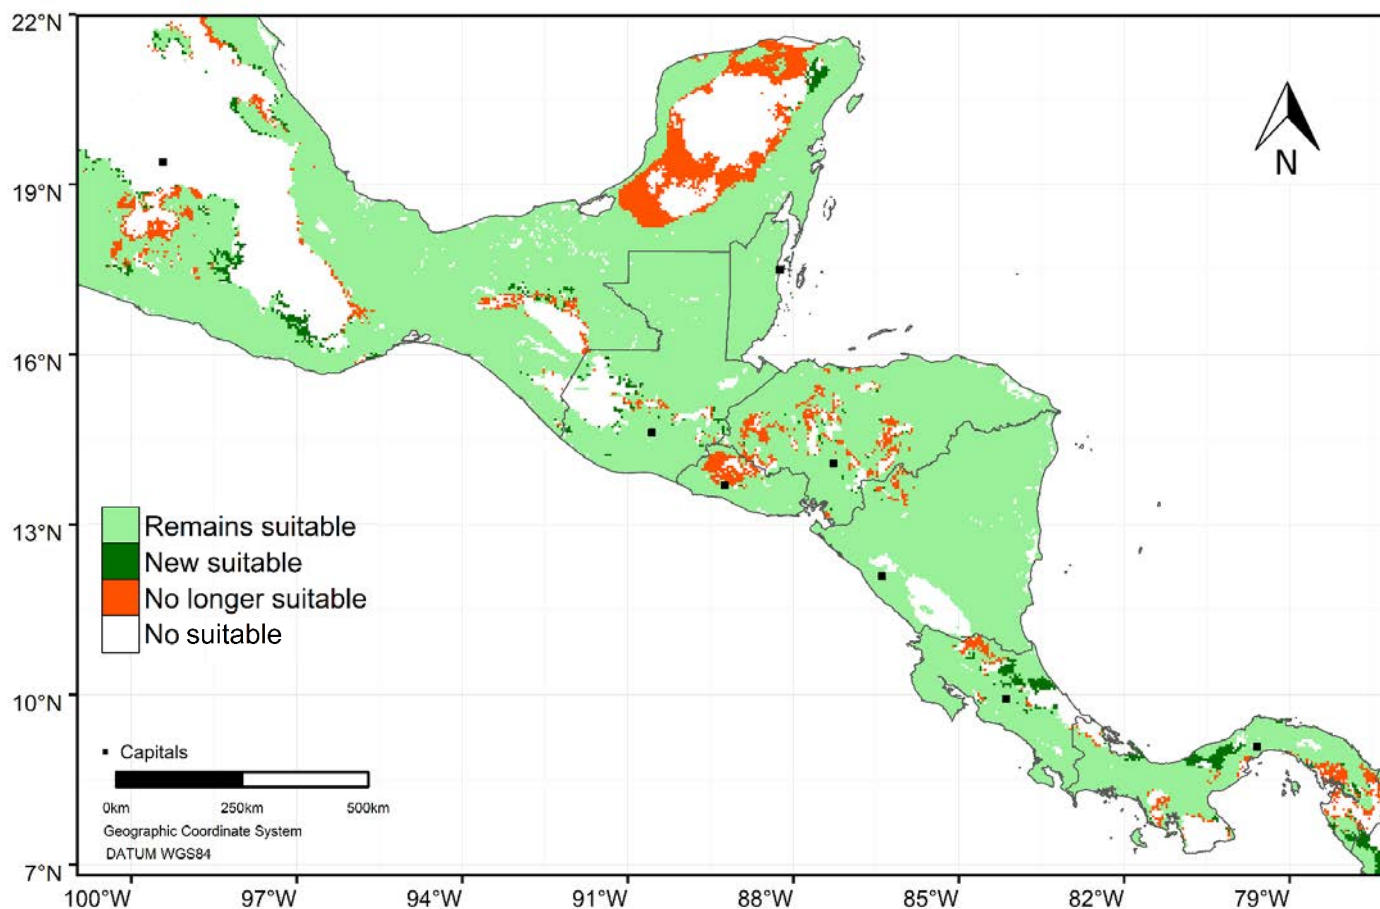 22°N
19°N
16°N
13°N
10°N
7°N
N
Remains suitable
New suitable
No longer suitable
No suitable
Capitals
0km 250km 500km
Geographic Coordinate System
DATUM WGS84
100°W 97°W 94°W 91°W 88°W 85°W 82°W 79°W